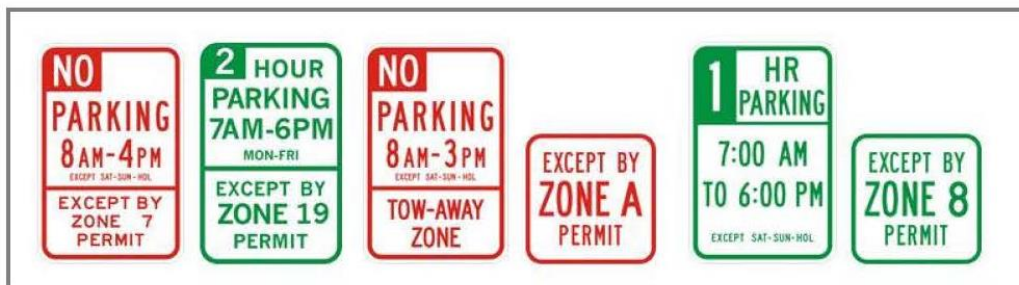 NO
PARKING
8AM-4PM
EXCEPT SAT-SUN-HOL
EXCEPT BY
ZONE 7
PERMIT
2 HOUR
PARKING
7AM-6PM
MON-FRI
EXCEPT BY
ZONE 19
PERMIT
NO
PARKING
8AM-3PM
EXCEPT SAT-SUN-HOL
TOW-AWAY
ZONE
EXCEPT BY
ZONE A
PERMIT
1 HR
PARKING
7:00 AM
TO 6:00 PM
EXCEPT SAT-SUN-HOL
EXCEPT BY
ZONE 8
PERMIT